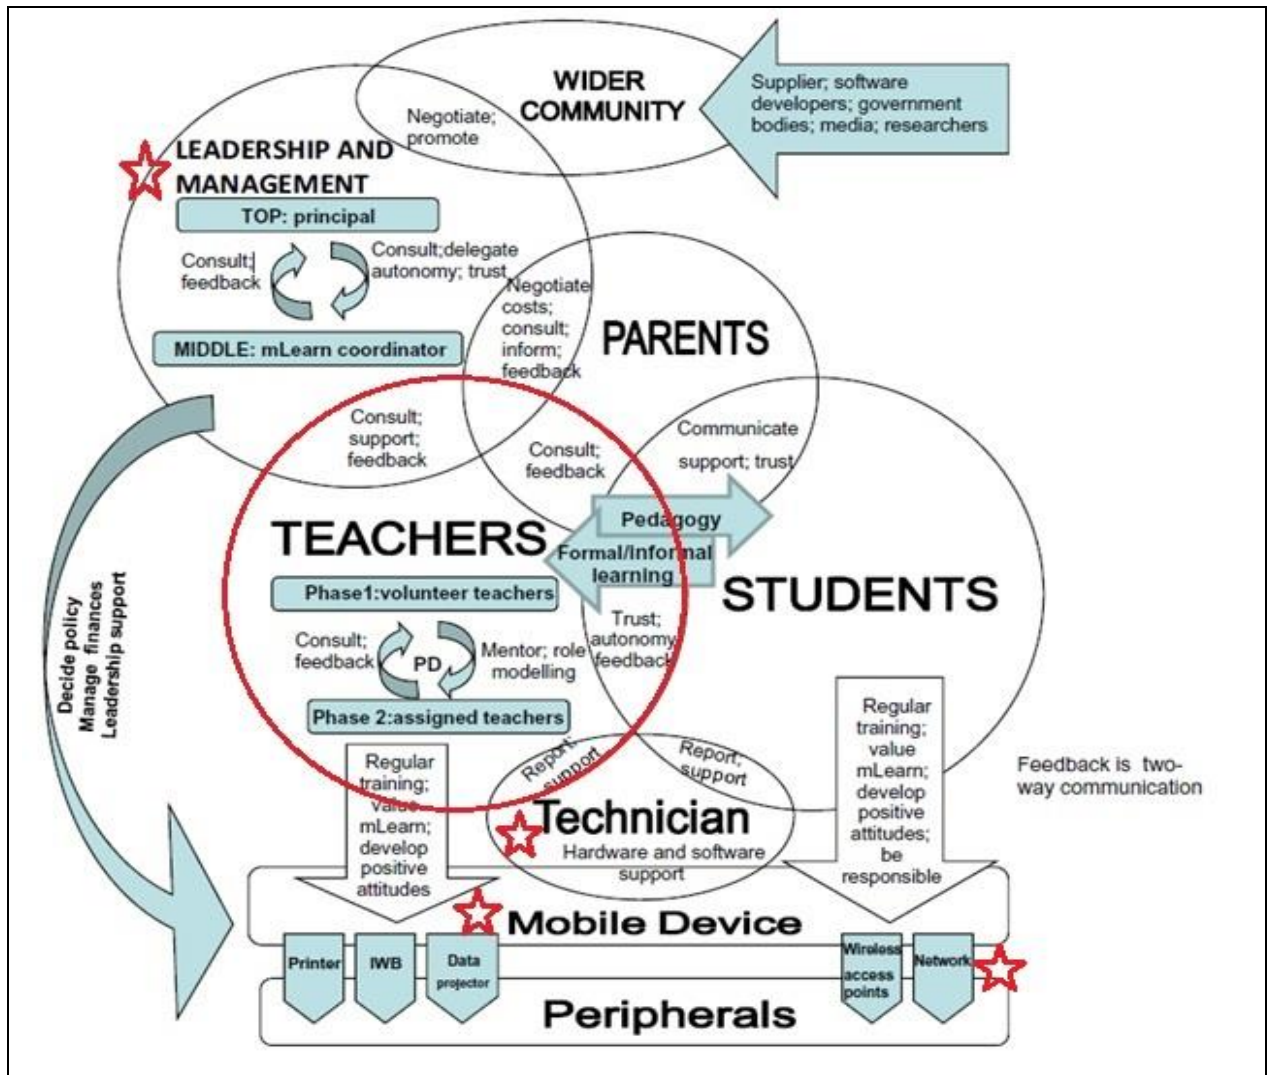 WIDER
COMMUNITY
Supplier; software
developers; government
bodies; media; researchers
Negotiate;
promote
LEADERSHIP AND
MANAGEMENT
TOP: principal
Consult;
feedback
Consult;delegate
autonomy; trust
MIDDLE: mLearn coordinator
Negotiate
costs;
consult;
inform;
feedback
PARENTS
Consult;
support;
feedback
Consult;
feedback
Communicate
support; trust
TEACHERS
Pedagogy
Formal/Informal
learning
STUDENTS
Phase1:volunteer teachers
Consult;
feedback
PD
Mentor; role
modelling
Phase 2:assigned teachers
Trust;
autonomy
feedback
Decide policy
Manage finances
Leadership support
Regular
training;
value
mLearn;
develop
positive
attitudes
Report;
support
Report;
support
Technician
Hardware and software
support
Regular
training;
value
mLearn;
develop
positive
attitudes;
be
responsible
Feedback is two-
way communication
Mobile Device
Printer
IWB
Data
projector
Wireless
access
points
Network
Peripherals